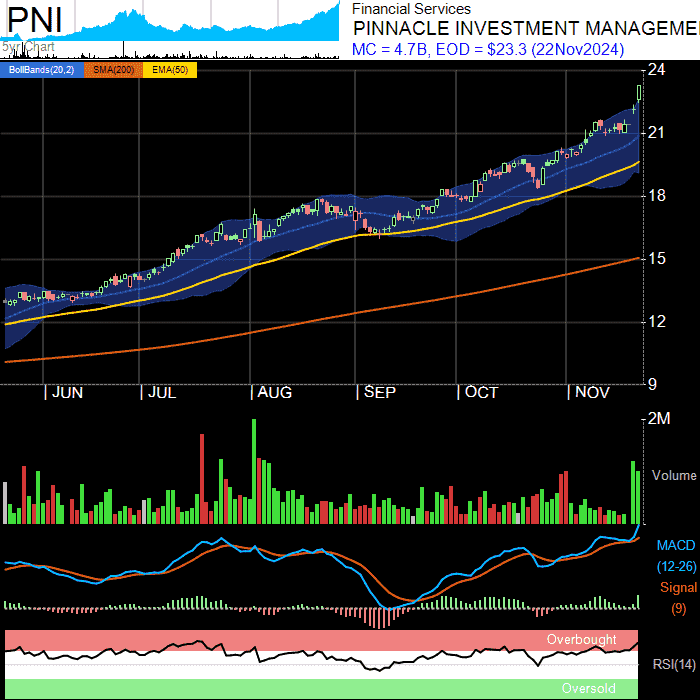 PNI
5yr Chart
Financial Services
PINNACLE INVESTMENT MANAGEME
MC = 4.7B, EOD = $23.3 (22Nov2024)
BollBands(20,2) SMA(200) EMA(50)
24
21
18
15
12
9
JUN JUL AUG SEP OCT NOV
2M
Volume
MACD
(12-26)
Signal
(9)
Overbought
RSI(14)
Oversold